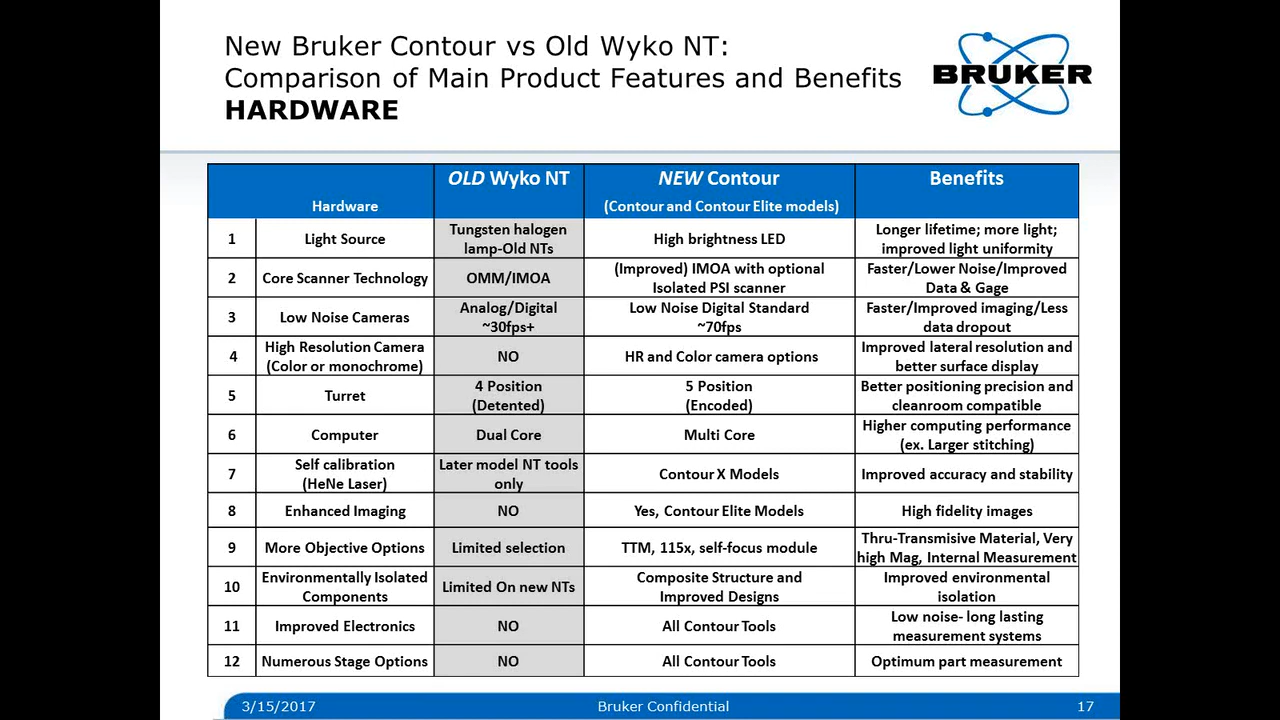 New Bruker Contour vs Old Wyko NT:
Comparison of Main Product Features and Benefits
HARDWARE
BRUKER
Hardware
OLD Wyko NT
NEW Contour
(Contour and Contour Elite models)
Benefits
1
Light Source
Tungsten halogen
lamp-Old NTs
High brightness LED
Longer lifetime; more light;
improved light uniformity
2
Core Scanner Technology
OMM/IMOA
(Improved) IMOA with optional
Isolated PSI scanner
Faster/Lower Noise/Improved
Data & Gage
3
Low Noise Cameras
Analog/Digital
~30fps+
Low Noise Digital Standard
~70fps
Faster/Improved imaging/Less
data dropout
4
High Resolution Camera
(Color or monochrome)
NO
HR and Color camera options
Improved lateral resolution and
better surface display
5
Turret
4 Position
(Detented)
5 Position
(Encoded)
Better positioning precision and
cleanroom compatible
6
Computer
Dual Core
Multi Core
Higher computing performance
(ex. Larger stitching)
7
Self calibration
(HeNe Laser)
Later model NT tools
only
Contour X Models
Improved accuracy and stability
8
Enhanced Imaging
NO
Yes, Contour Elite Models
High fidelity images
9
More Objective Options
Limited selection
TTM, 115x, self-focus module
Thru-Transmisive Material, Very
high Mag, Internal Measurement
10
Environmentally Isolated
Components
Limited On new NTs
Composite Structure and
Improved Designs
Improved environmental
isolation
11
Improved Electronics
NO
All Contour Tools
Low noise- long lasting
measurement systems
12
Numerous Stage Options
NO
All Contour Tools
Optimum part measurement
3/15/2017
Bruker Confidential
17